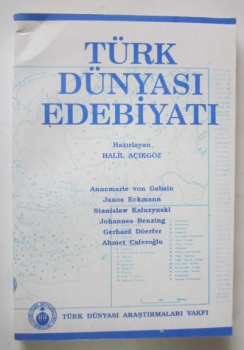 TÜRK
DÜNYASI
EDEBİYATI
Hazırlayan
HALİL AÇIKGÖZ
Annemarie von Gabain
Janos Eckmann
Stanislaw Kaluzynski
Johannes Benzing
Gerhard Döerfer
Ahmet Caferoğlu
TÜRK DÜNYASI ARAŞTIRMALARI VAKFI